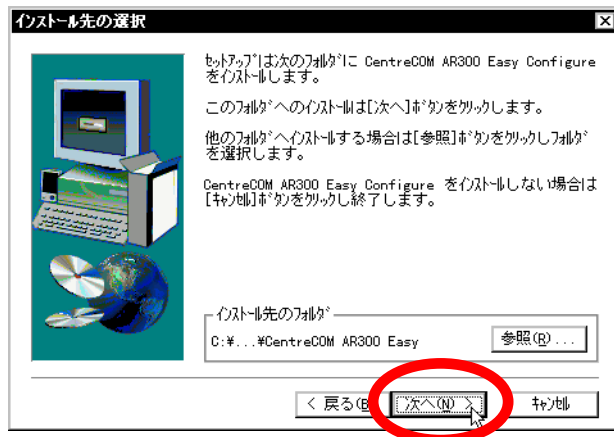 インストール先の選択
セットアップは次のフォルダに CentreCOM AR300 Easy Configure
をインストールします。
このフォルダへのインストールは[次へ]ボタンをクリックします。
他のフォルダへインストールする場合は[参照]ボタンをクリックしフォルダ
を選択します。
CentreCOM AR300 Easy Configure をインストールしない場合は
[キャンセル]ボタンをクリックし終了します。
インストール先のフォルダ
C:¥...¥CentreCOM AR300 Easy
参照(R)...
< 戻る(B
次へ(N) >
キャンセル